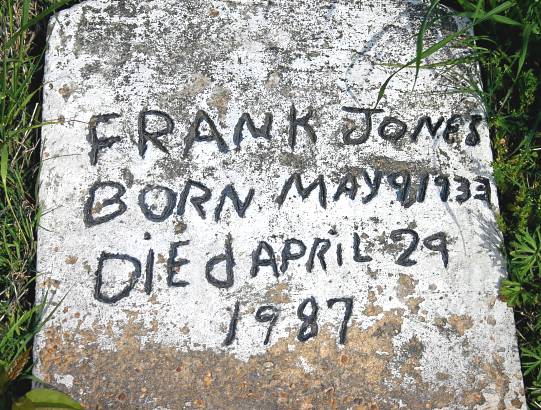 FRANK JONES
BORN MAY 9, 1933
DIEd APRiL 29
1987